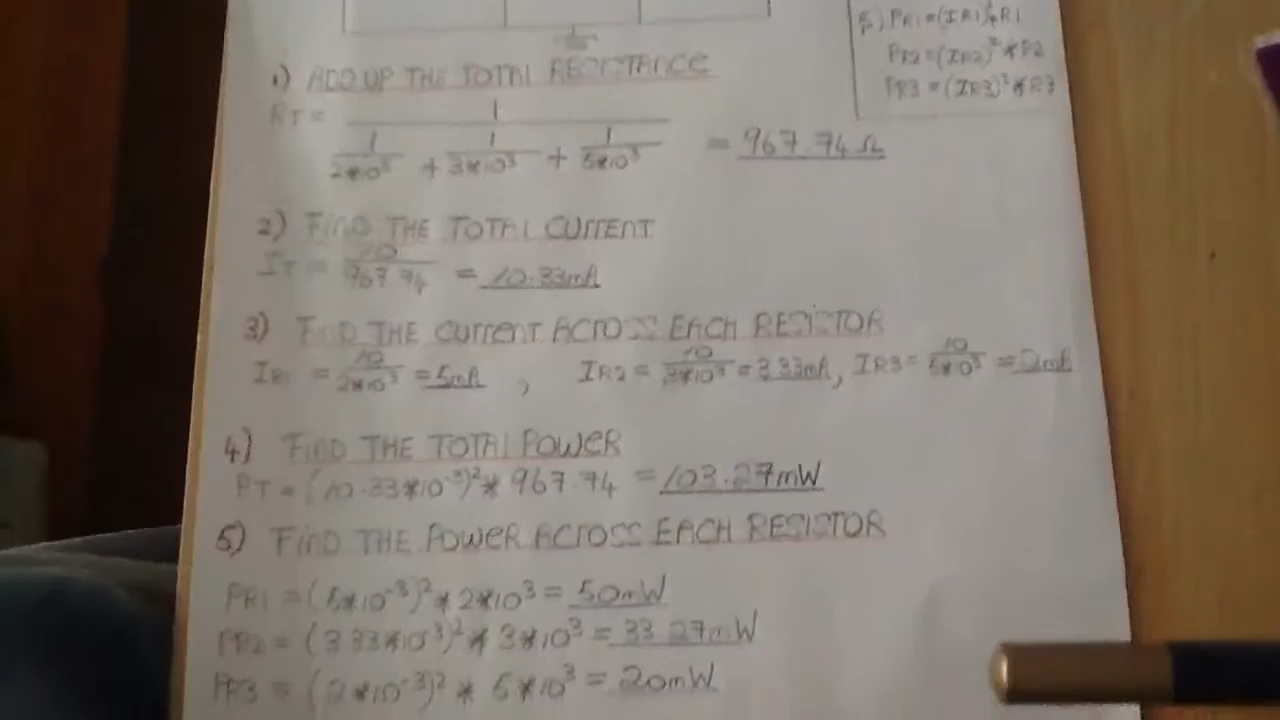 5) PR1=(IR1)²*R1
PR2=(IR2)²*R2
PR3=(IR3)²*R3
1) ADD UP THE TOTAL RESISTANCE
RT= 1
1/2*10³ + 1/3*10³ + 1/5*10³ = 967.74Ω
2) FIND THE TOTAL CURRENT
IT = 10/967.74 = 10.33mA
3) FIND THE CURRENT ACROSS EACH RESISTOR
IR1 = 10/2*10³ = 5mA , IR2 = 10/3*10³ = 3.33mA, IR3 = 10/5*10³ = 2mA
4) FIND THE TOTAL POWER
PT = (10.33*10⁻³)²* 967.74 = 103.27mW
5) FIND THE POWER ACROSS EACH RESISTOR
PR1 = (5*10⁻³)² * 2*10³ = 50mW
PR2 = (3.33*10⁻³)² * 3*10³ = 33.27mW
PR3 = (2*10⁻³)² * 5*10³ = 20mW